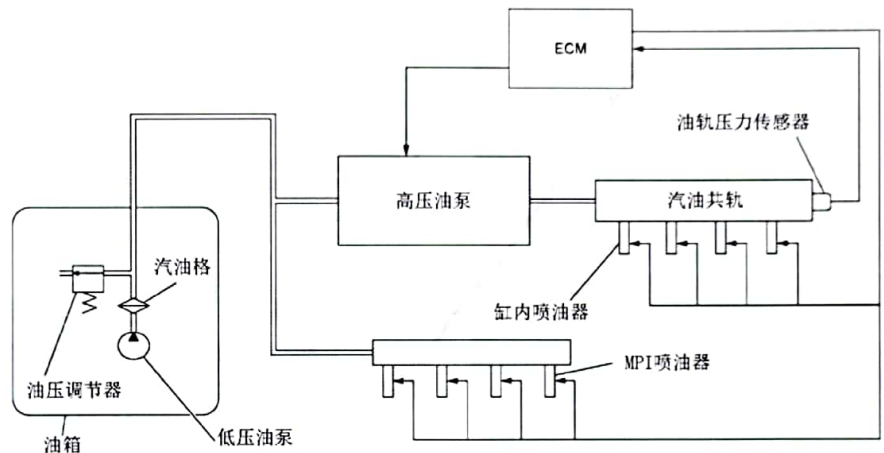 ECM
油轨压力传感器
高压油泵
汽油共轨
汽油格
缸内喷油器
MPI喷油器
油压调节器
低压油泵
油箱